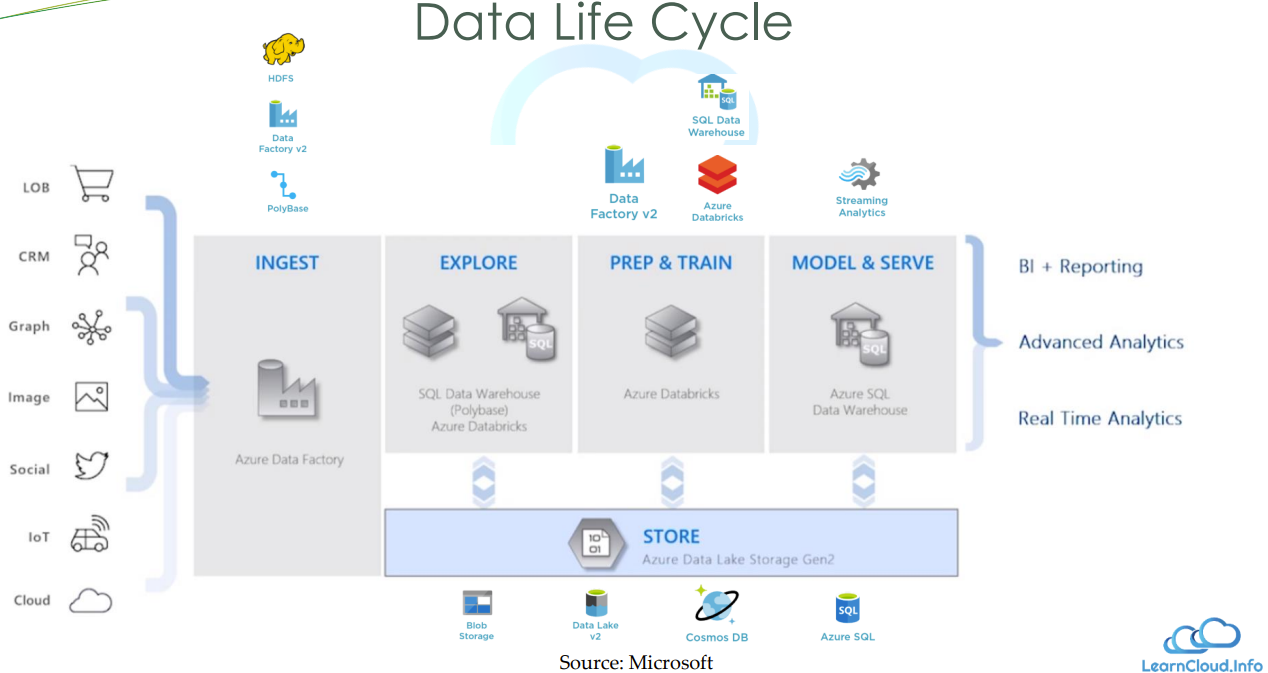 Data Life Cycle
HDFS
Data
Factory v2
PolyBase
SQL Data
Warehouse
Data
Factory v2
Azure
Databricks
Streaming
Analytics
LOB
CRM
Graph
Image
Social
IoT
Cloud
INGEST
Azure Data Factory
EXPLORE
SQL
SQL Data Warehouse
(Polybase)
Azure Databricks
PREP & TRAIN
Azure Databricks
MODEL & SERVE
SQL
Azure SQL
Data Warehouse
BI + Reporting
Advanced Analytics
Real Time Analytics
10
01
STORE
Azure Data Lake Storage Gen2
Blob
Storage
Data Lake
v2
Cosmos DB
SQL
Azure SQL
SQL
Source: Microsoft
LearnCloud.Info